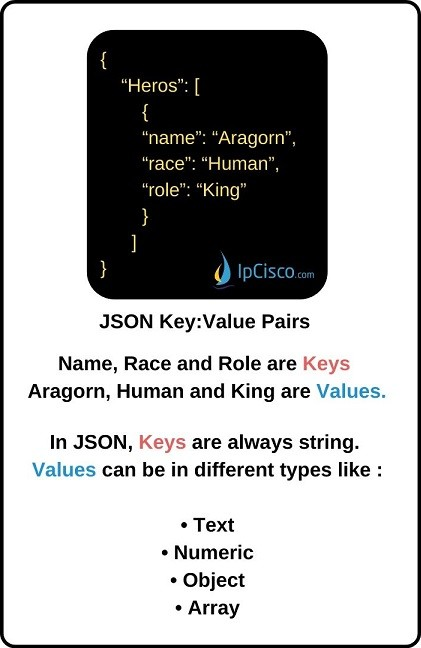 {
“Heros”: [
{
“name”: “Aragorn”,
“race”: “Human”,
“role”: “King”
}
]
}
IpCisco.com
JSON Key:Value Pairs
Name, Race and Role are Keys
Aragorn, Human and King are Values.
In JSON, Keys are always string.
Values can be in different types like :
• Text
• Numeric
• Object
• Array